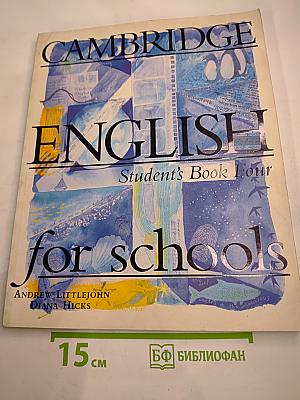 CAMBRIDGE
ENGLISH
Student's Book Four
for schools
ANDREW LITTLEJOHN
DIANA HICKS
15 см
БФ БИБЛИОФАН